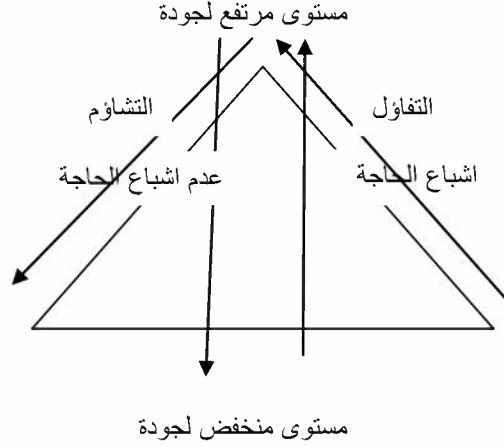 مستوى مرتفع لجودة
التفاؤل
التشاؤم
اشباع الحاجة
عدم اشباع الحاجة
مستوى منخفض لجودة